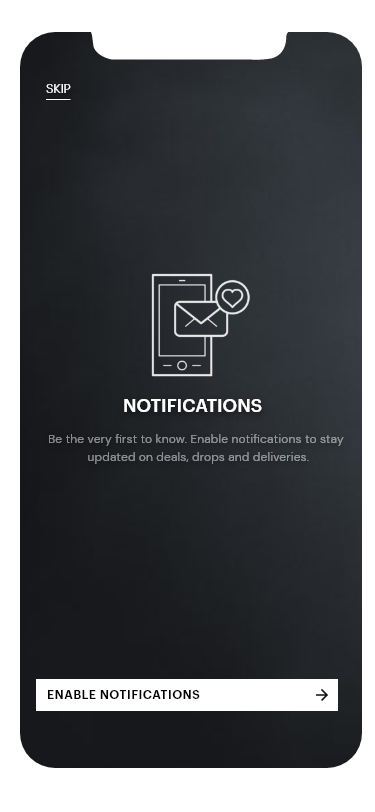 SKIP
NOTIFICATIONS
Be the very first to know. Enable notifications to stay
updated on deals, drops and deliveries.
ENABLE NOTIFICATIONS